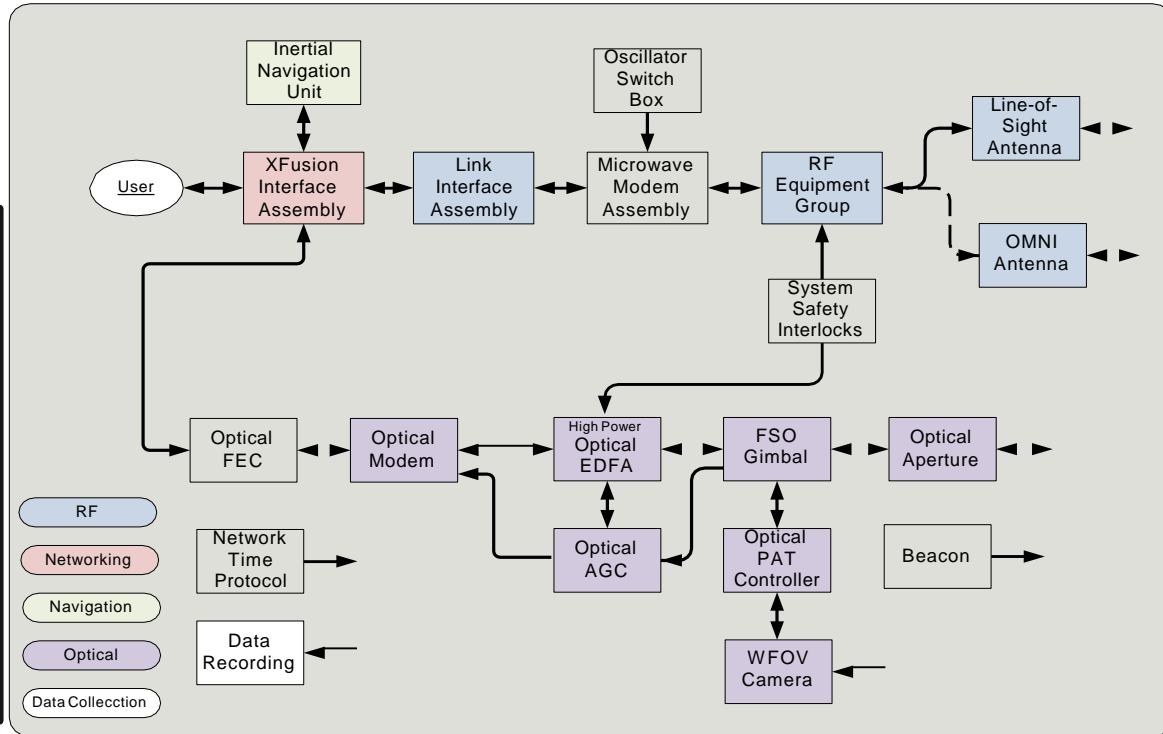 Inertial
Navigation
Unit
Oscillator
Switch
Box
Line-of-
Sight
Antenna
User
XFusion
Interface
Assembly
Link
Interface
Assembly
Microwave
Modem
Assembly
RF
Equipment
Group
OMNI
Antenna
System
Safety
Interlocks
Optical
FEC
Optical
Modem
High Power
Optical
EDFA
FSO
Gimbal
Optical
Aperture
RF
Networking
Navigation
Optical
Data Collecction
Network
Time
Protocol
Optical
AGC
Optical
PAT
Controller
Beacon
Data
Recording
WFOV
Camera